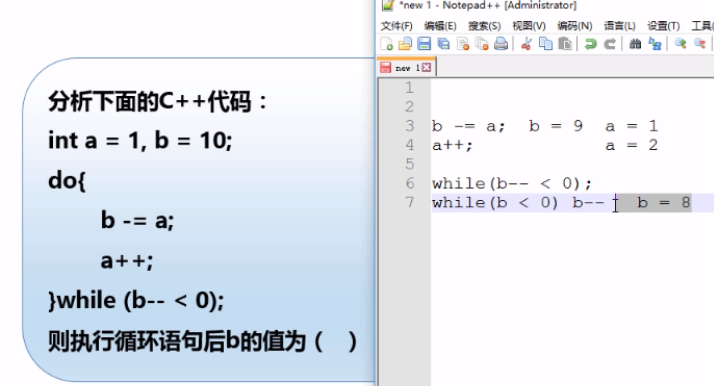 分析下面的C++代码：
int a = 1, b = 10;
do{
b -= a;
a++;
}while (b-- < 0);
则执行循环语句后b的值为（ ）
*new 1 - Notepad++ [Administrator]
文件(F) 编辑(E) 搜索(S) 视图(V) 编码(N) 语言(L) 设置(T) 工具
new 1
1
2
3 b -= a; b = 9 a = 1
4 a++; a = 2
5
6 while(b-- < 0);
7 while(b < 0) b-- b = 8